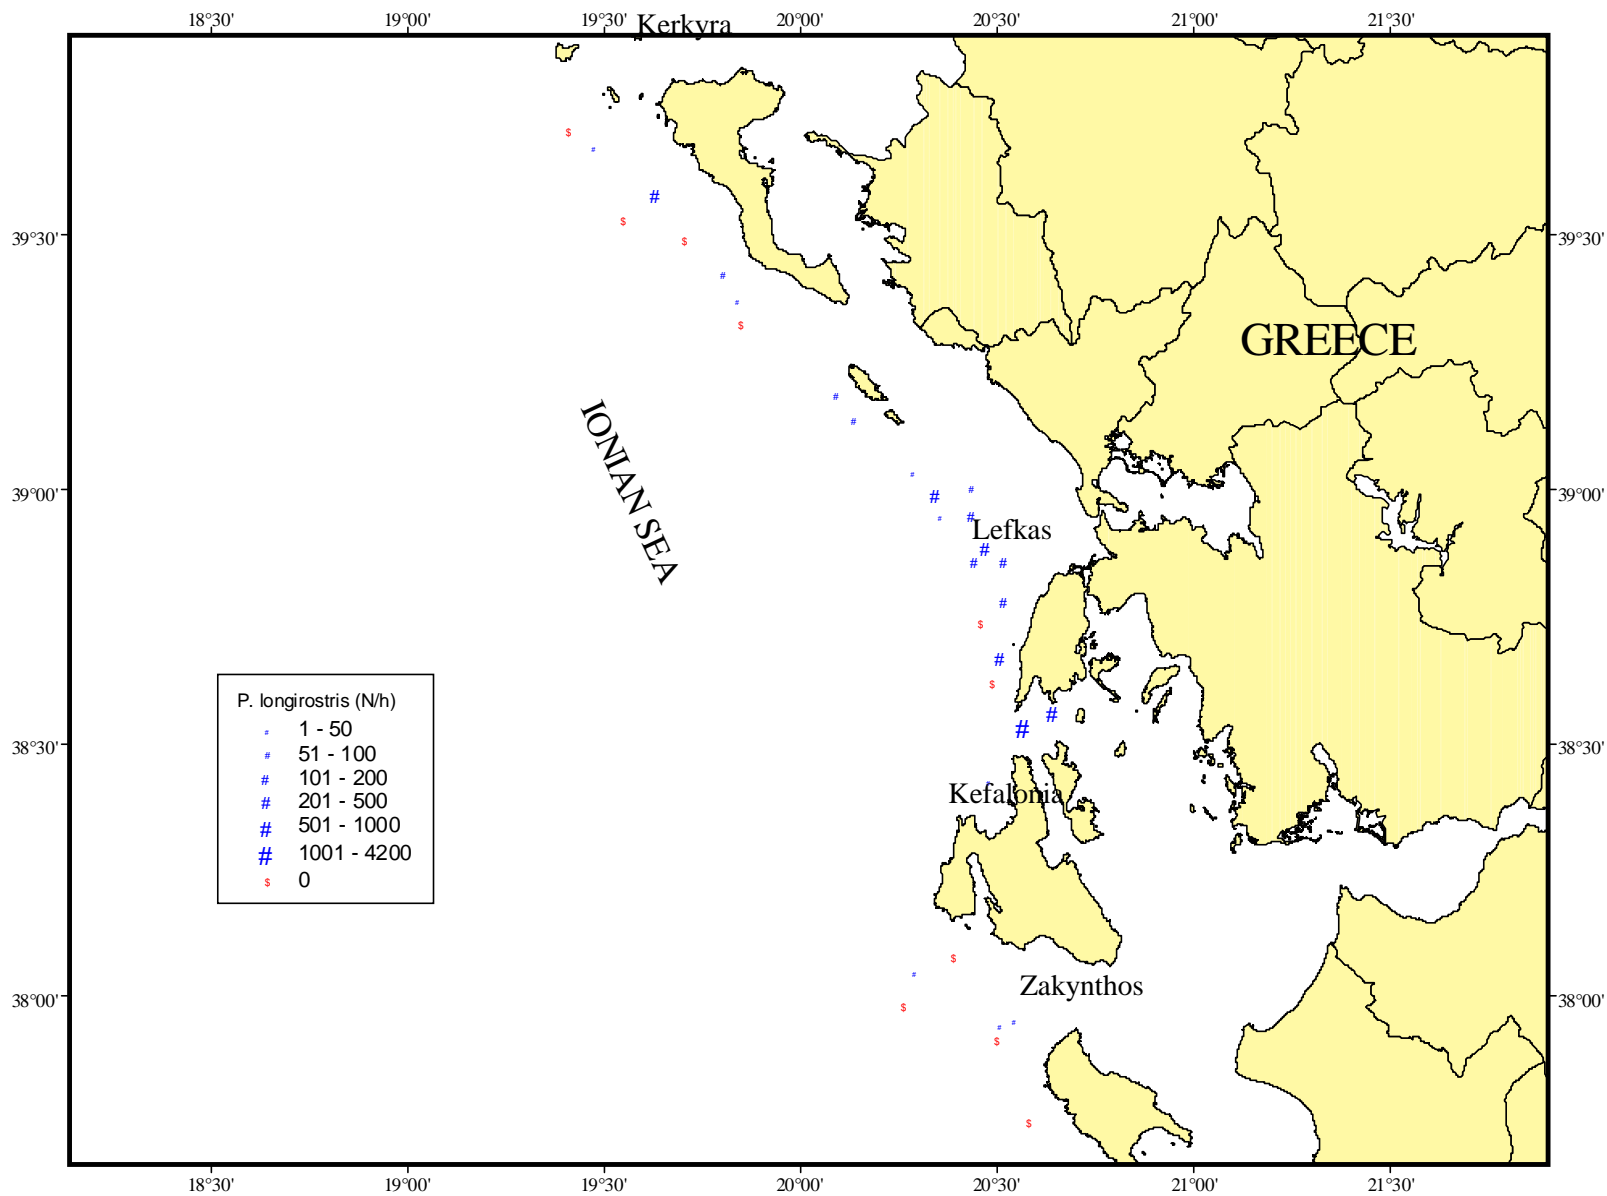 18°30' 19°00' 19°30' 20°00' 20°30' 21°00' 21°30'
Kerkyra
39°30' 39°30'
GREECE
IONIAN SEA
39°00' 39°00'
Lefkas
P. longirostris (N/h)
# 1 - 50
# 51 - 100
# 101 - 200
# 201 - 500
# 501 - 1000
# 1001 - 4200
$ 0
38°30' 38°30'
Kefalonia
Zakynthos
38°00' 38°00'
18°30' 19°00' 19°30' 20°00' 20°30' 21°00' 21°30'